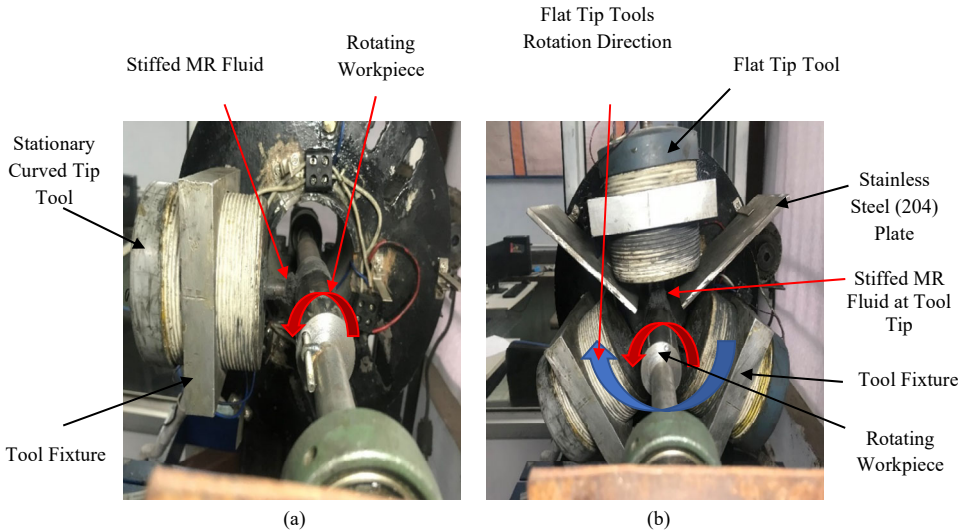 Stiffed MR Fluid
Rotating
Workpiece
Stationary
Curved Tip
Tool
Tool Fixture
(a)
Flat Tip Tools
Rotation Direction
Flat Tip Tool
Stainless
Steel (204)
Plate
Stiffed MR
Fluid at Tool
Tip
Tool Fixture
Rotating
Workpiece
(b)